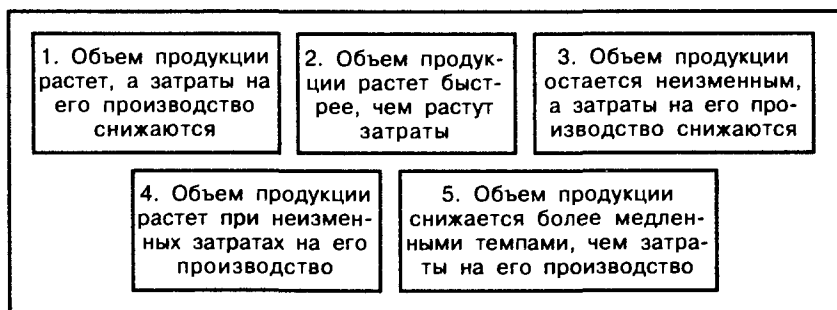 1. Объем продукции
растет, а затраты на
его производство
снижаются
2. Объем продук-
ции растет быст-
рее, чем растут
затраты
3. Объем продукции
остается неизменным,
а затраты на его про-
изводство снижаются
4. Объем продукции
растет при неизмен-
ных затратах на его
производство
5. Объем продукции
снижается более медлен-
ными темпами, чем затра-
ты на его производство